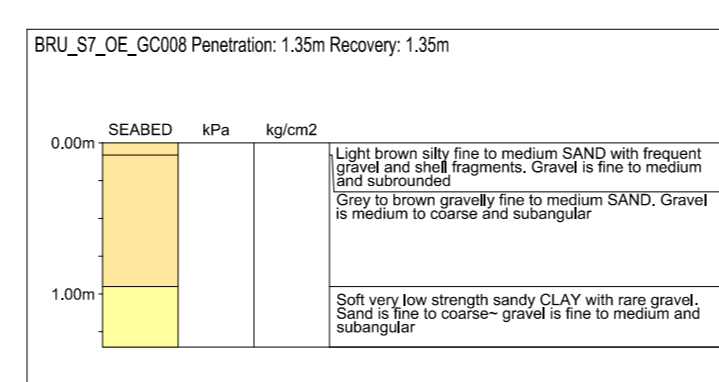 BRU_S7_OE_GC008 Penetration: 1.35m Recovery: 1.35m
SEABED kPa kg/cm2
0.00m
Light brown silty fine to medium SAND with frequent
gravel and shell fragments. Gravel is fine to medium
and subrounded
Grey to brown gravelly fine to medium SAND. Gravel
is medium to coarse and subangular
1.00m
Soft very low strength sandy CLAY with rare gravel.
Sand is fine to coarse~ gravel is fine to medium and
subangular